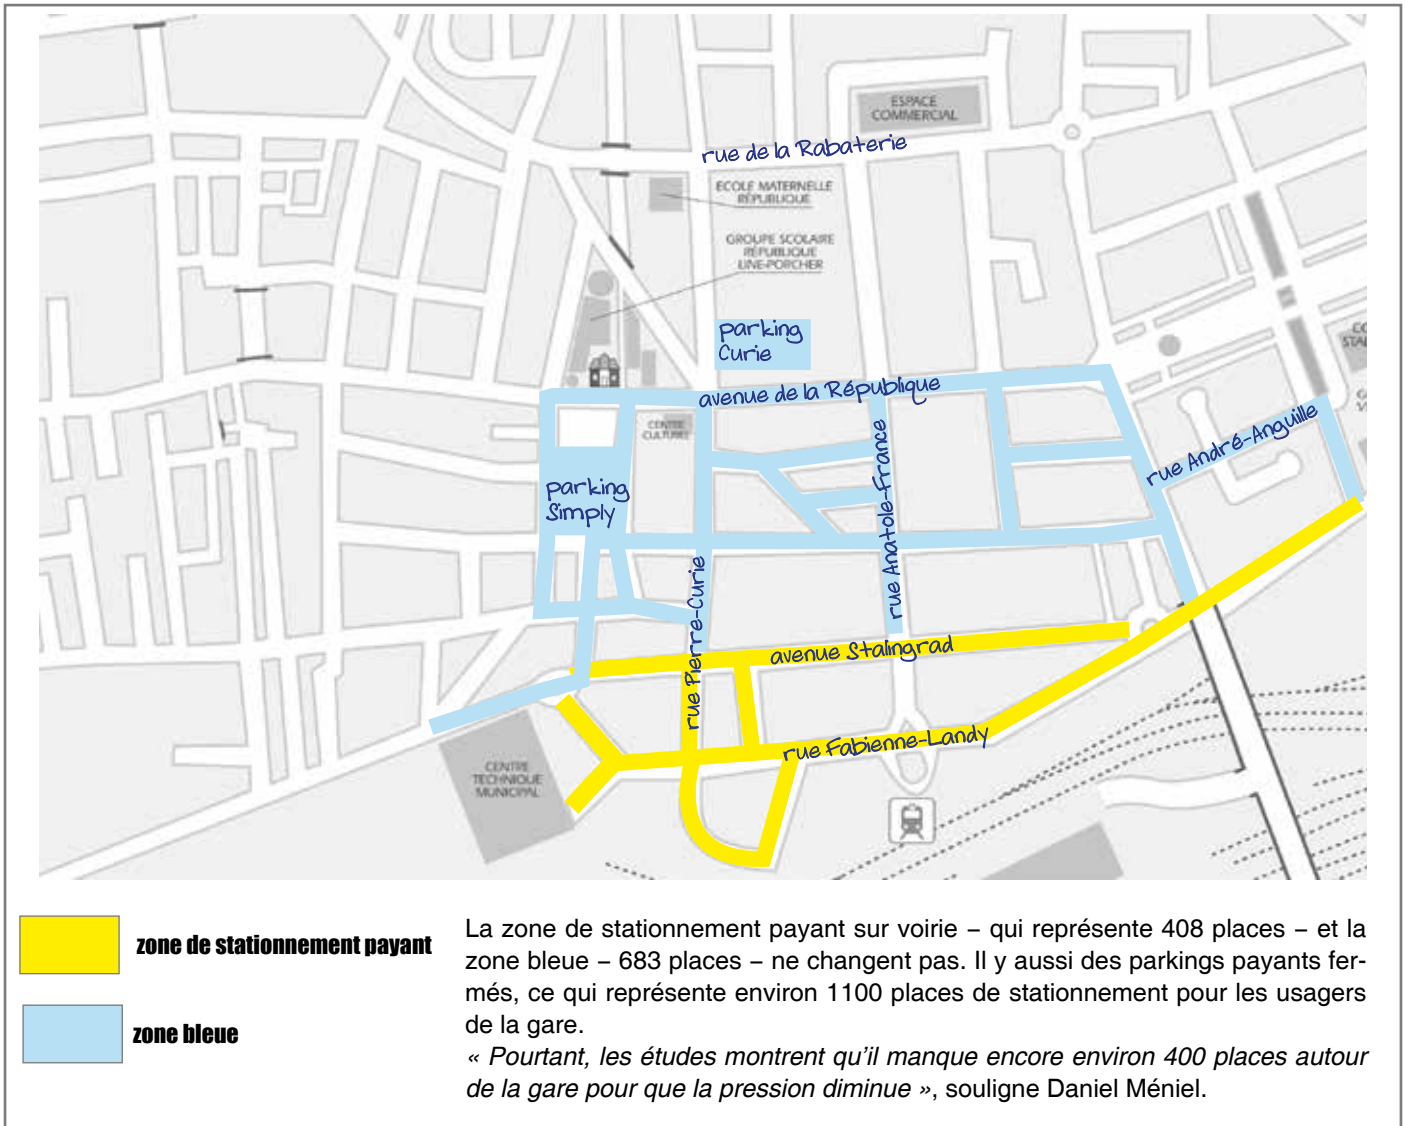 ESPACE
COMMERCIAL
rue de la Rabaterie
ECOLE MATERNELLE
RÉPUBLIQUE
GROUPE SCOLAIRE
RÉPUBLIQUE
LINE-PORCHER
parking
Curie
avenue de la République
CENTRE
CULTUREL
rue Anatole-France
rue André-Anguille
parking
Simply
rue Pierre-Curie
avenue Stalingrad
rue Fabienne-Landy
CENTRE
TECHNIQUE
MUNICIPAL
zone de stationnement payant
zone bleue
La zone de stationnement payant sur voirie – qui représente 408 places – et la
zone bleue – 683 places – ne changent pas. Il y aussi des parkings payants fer-
més, ce qui représente environ 1100 places de stationnement pour les usagers
de la gare.
« Pourtant, les études montrent qu'il manque encore environ 400 places autour
de la gare pour que la pression diminue », souligne Daniel Méniel.